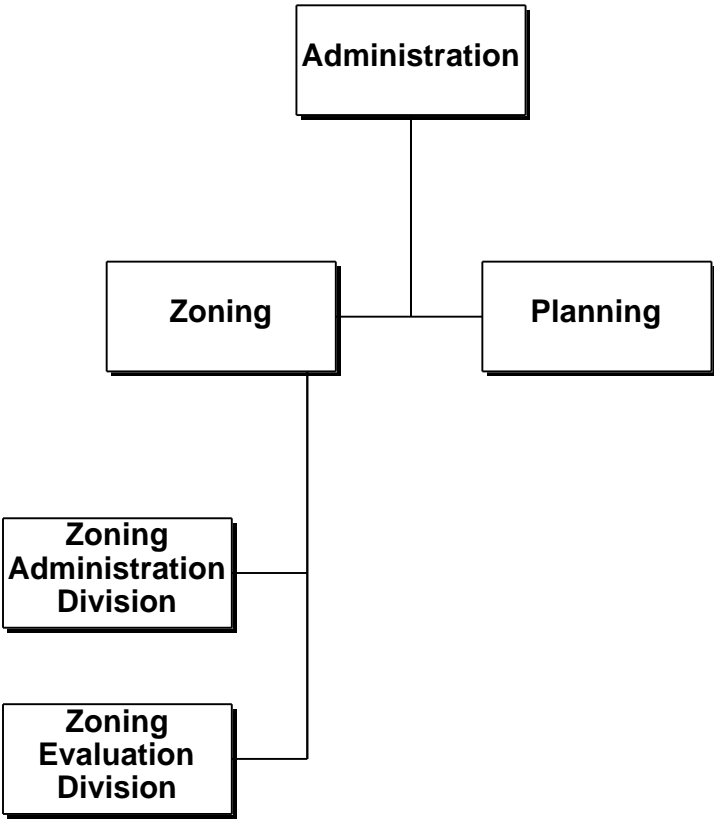 Administration
Zoning
Planning
Zoning
Administration
Division
Zoning
Evaluation
Division